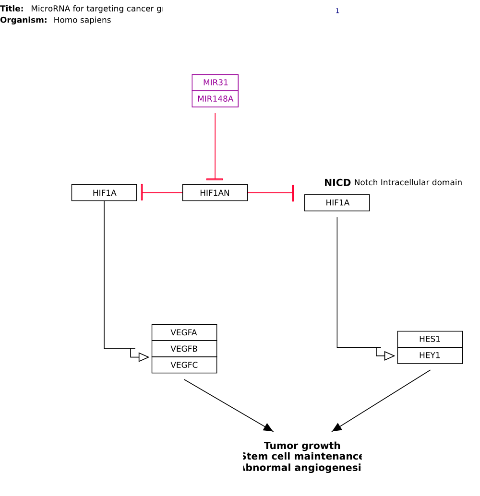 Title: MicroRNA for targeting cancer
Organism: Homo sapiens
1
MIR31
MIR148A
NICD Notch Intracellular domain
HIF1A
HIF1AN
HIF1A
VEGFA
VEGFB
VEGFC
HES1
HEY1
Tumor growth
Stem cell maintenance
Abnormal angiogenesi